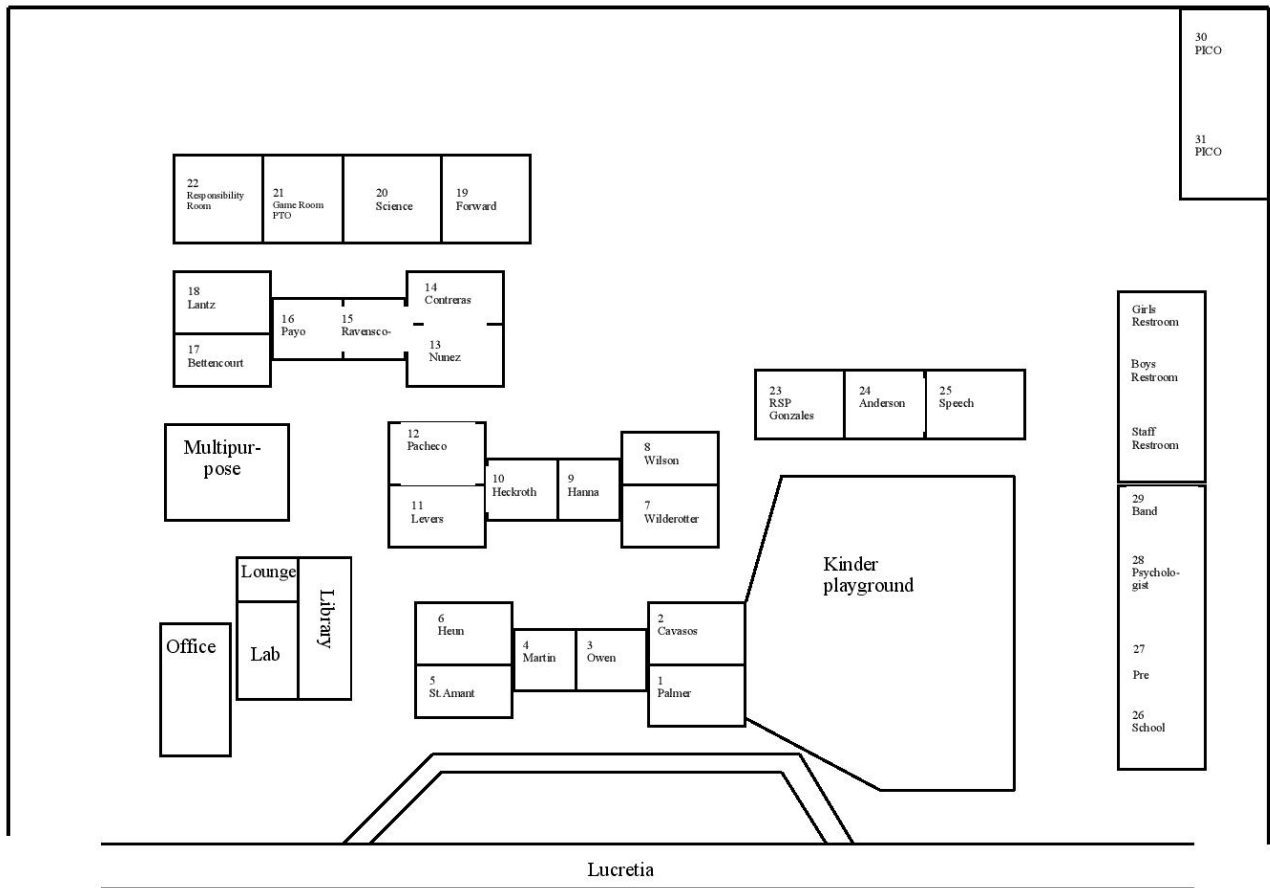 30
PICO
31
PICO
22
Responsibility
Room
21
Game Room
PTO
20
Science
19
Forward
18
Lantz
17
Bettencourt
16
Payo
15
Ravensco-
14
Contreras
13
Nunez
Girls
Restroom
Boys
Restroom
Staff
Restroom
23
RSP
Gonzales
24
Anderson
25
Speech
Multipur-
pose
12
Pacheco
11
Levers
10
Heckroth
9
Hanna
8
Wilson
7
Wilderotter
29
Band
28
Psycholo-
gist
27
Pre
26
School
Kinder
playground
Lounge
Library
Lab
Office
6
Heun
5
St. Amant
4
Martin
3
Owen
2
Cavasos
1
Palmer
Lucretia